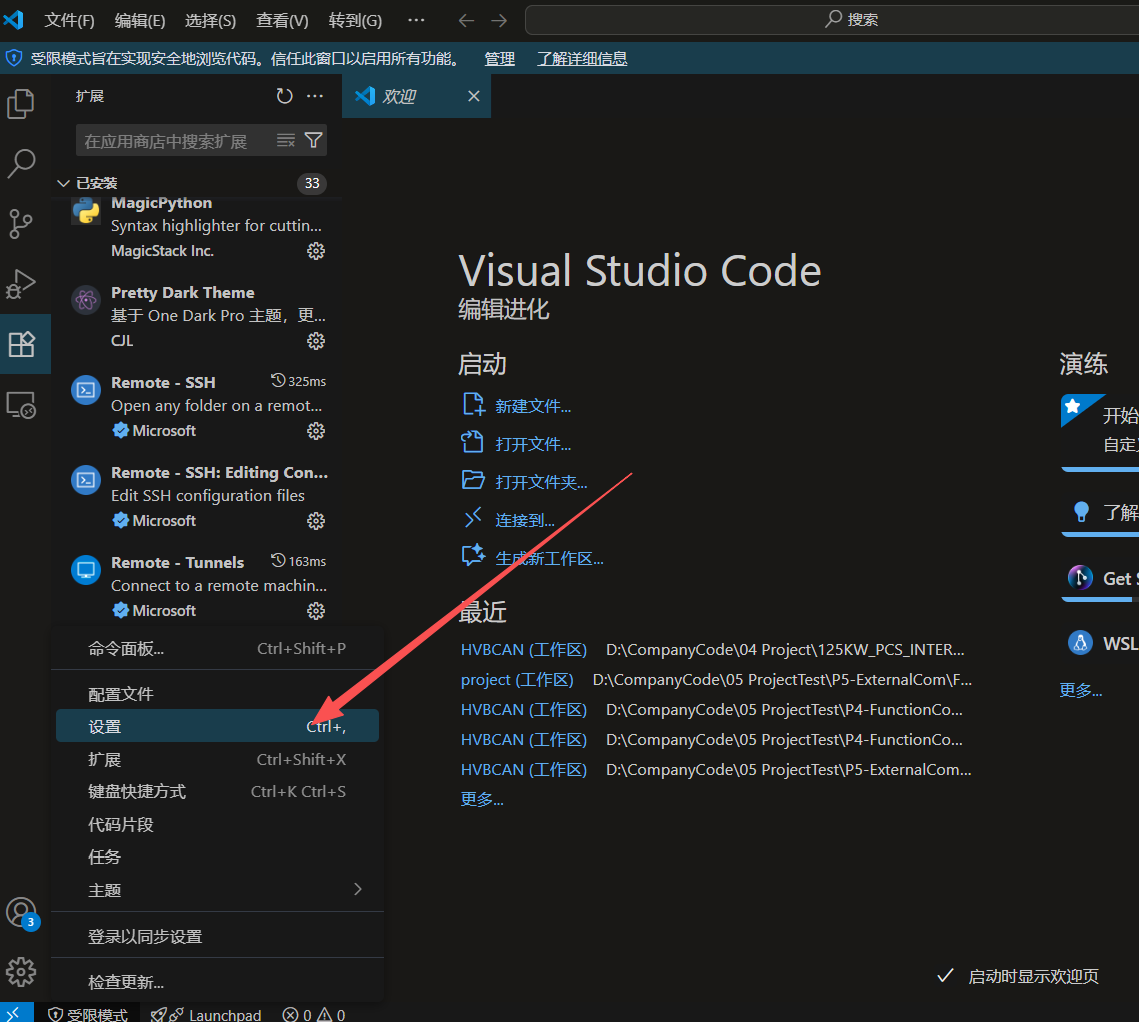 文件(F) 编辑(E) 选择(S) 查看(V) 转到(G) ··· 搜索
受限模式旨在实现安全地浏览代码。信任此窗口以启用所有功能。 管理 了解详细信息
扩展
欢迎
在应用商店中搜索扩展
已安装 33
MagicPython
Syntax highlighter for cuttin...
MagicStack Inc.
Pretty Dark Theme
基于 One Dark Pro 主题，更...
CJL
Remote - SSH 325ms
Open any folder on a remot...
Microsoft
Remote - SSH: Editing Con...
Edit SSH configuration files
Microsoft
Remote - Tunnels 163ms
Connect to a remote machin...
Microsoft
命令面板... Ctrl+Shift+P
配置文件
设置 Ctrl+,
扩展 Ctrl+Shift+X
键盘快捷方式 Ctrl+K Ctrl+S
代码片段
任务
主题
登录以同步设置
检查更新...
3
Visual Studio Code
编辑进化
启动
新建文件...
打开文件...
打开文件夹...
连接到...
生成新工作区...
最近
HVBCAN (工作区) D:\CompanyCode\04 Project\125KW_PCS_INTER...
project (工作区) D:\CompanyCode\05 ProjectTest\P5-ExternalCom\F...
HVBCAN (工作区) D:\CompanyCode\05 ProjectTest\P4-FunctionCo...
HVBCAN (工作区) D:\CompanyCode\05 ProjectTest\P4-FunctionCo...
HVBCAN (工作区) D:\CompanyCode\05 ProjectTest\P5-ExternalCom...
更多...
演练
开始
自定义
了解
Get S
WSL
更多...
启动时显示欢迎页
受限模式 Launchpad 0 0